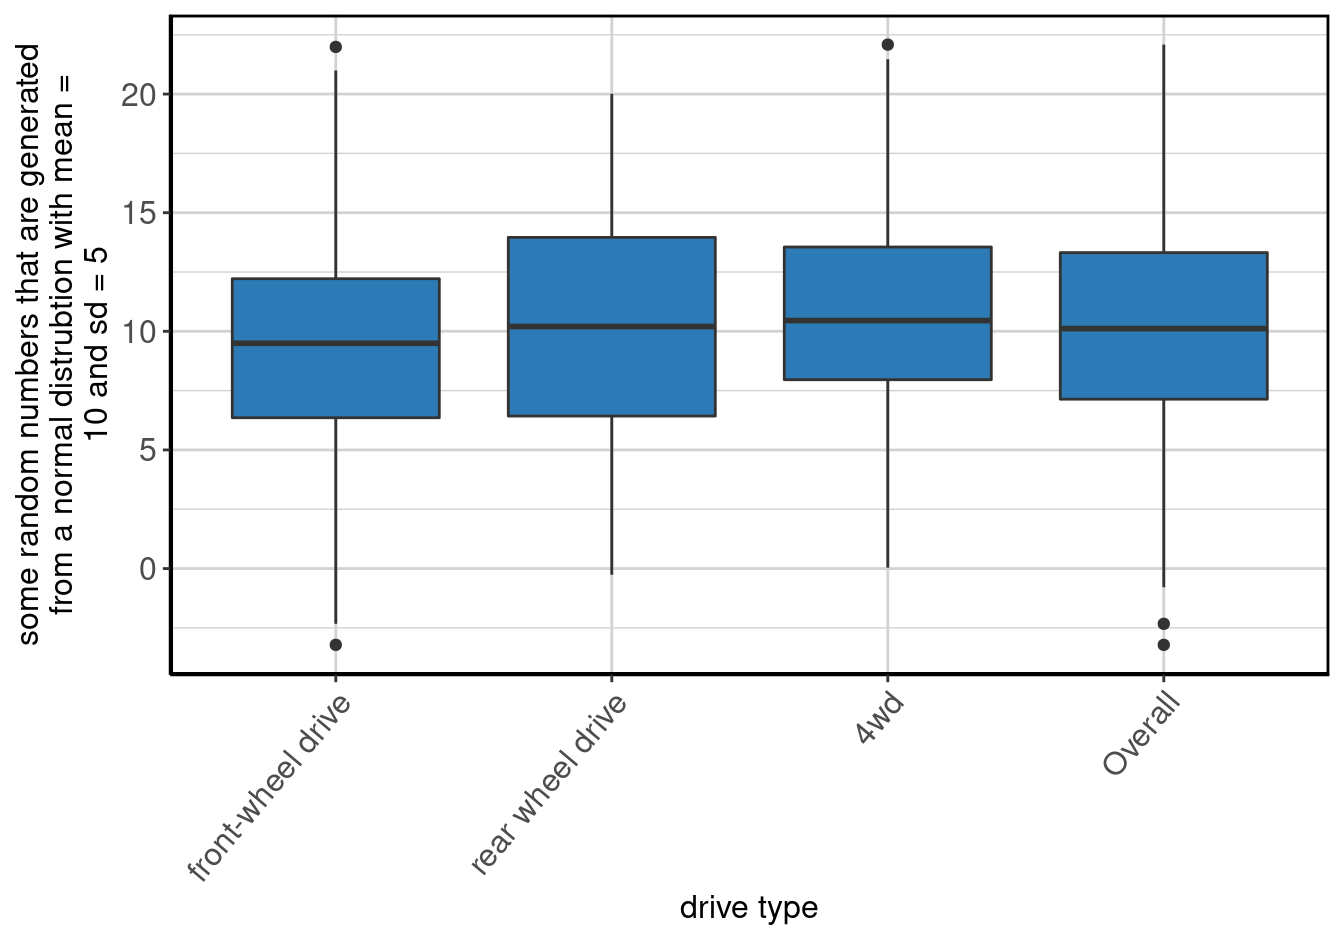 some random numbers that are generated
from a normal distrubtion with mean =
10 and sd = 5
20
15
10
5
0
front-wheel drive
rear wheel drive
4wd
Overall
drive type